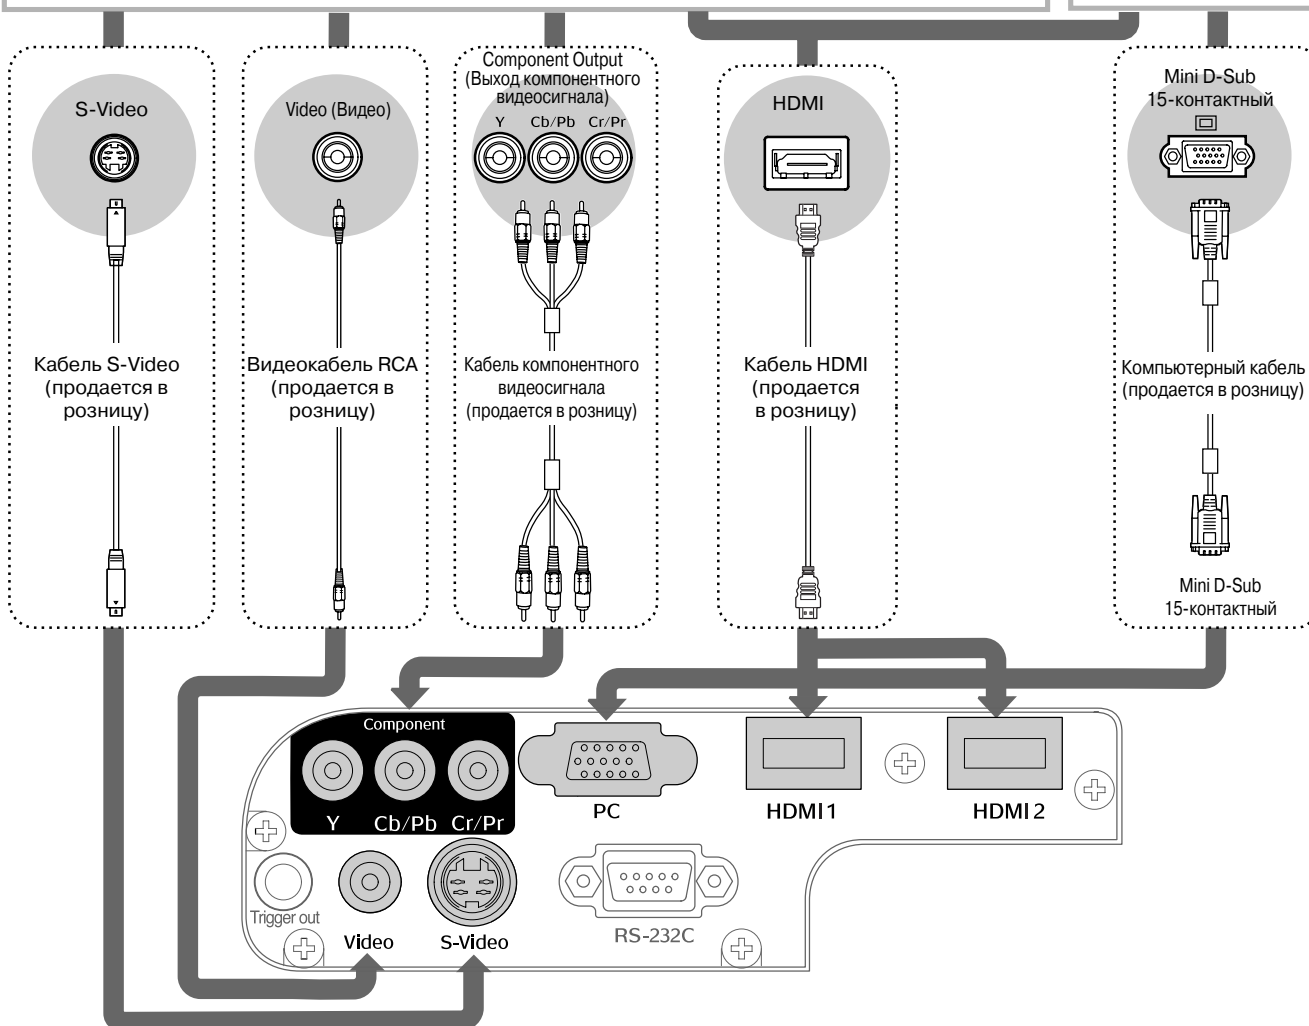 S-Video
Video (Видео)
Component Output
(Выход компонентного
видеосигнала)
Y Cb/Pb Cr/Pr
HDMI
Mini D-Sub
15-контактный
Кабель S-Video
(продается в
розницу)
Видеокабель RCA
(продается в
розницу)
Кабель компонентного
видеосигнала
(продается в розницу)
Кабель HDMI
(продается
в розницу)
Компьютерный кабель
(продается в розницу)
Mini D-Sub
15-контактный
Component
Y Cb/Pb Cr/Pr
PC
HDMI1
HDMI2
Trigger out
Video
S-Video
RS-232C